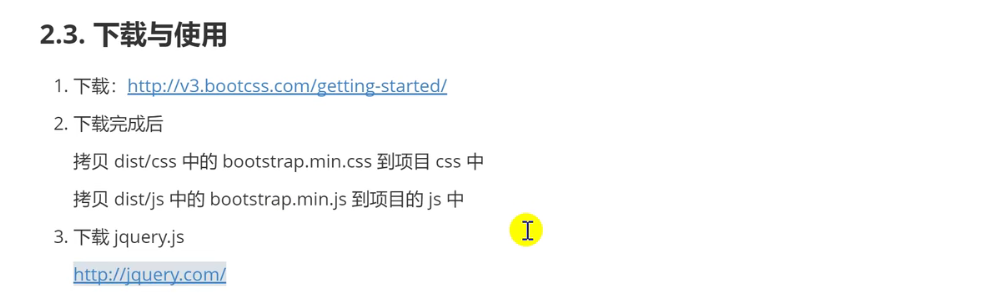 2.3. 下载与使用
1. 下载：http://v3.bootcss.com/getting-started/
2. 下载完成后
拷贝 dist/css 中的 bootstrap.min.css 到项目 css 中
拷贝 dist/js 中的 bootstrap.min.js 到项目的 js 中
3. 下载 jquery.js
http://jquery.com/